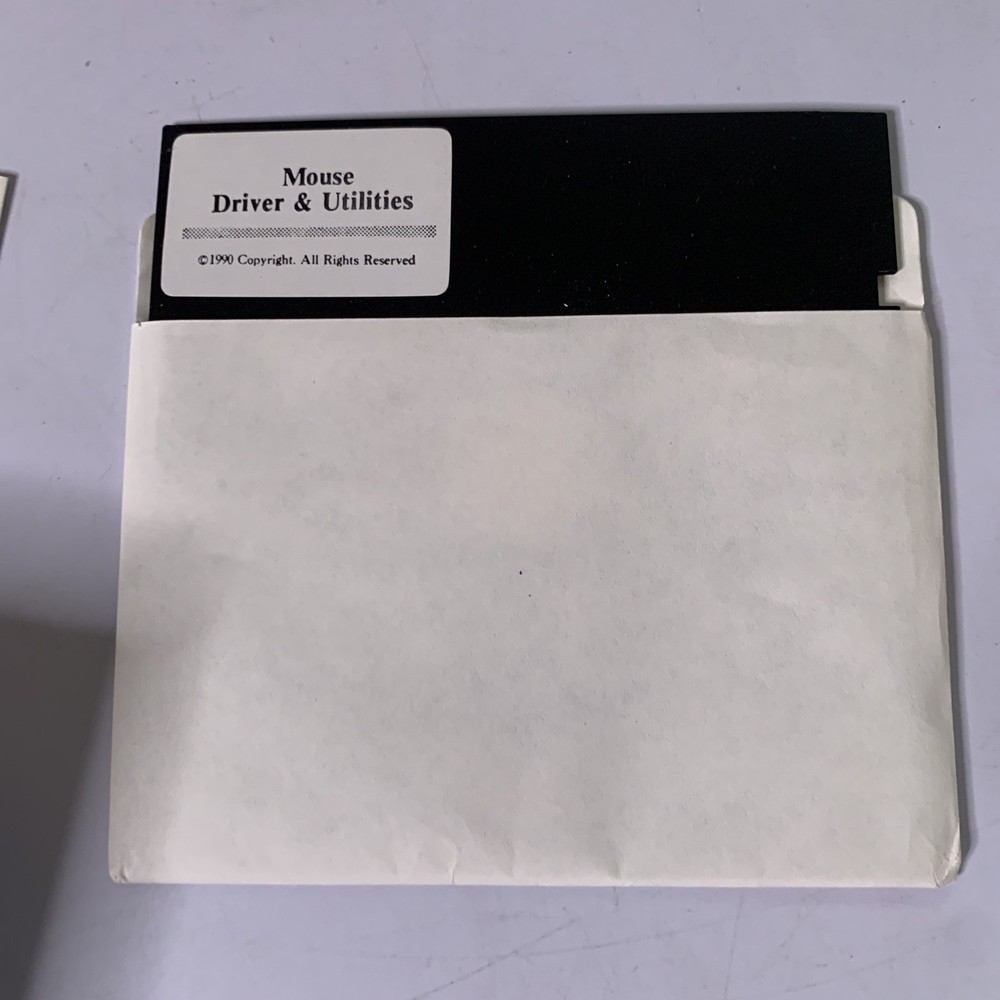 Mouse
Driver & Utilities
©1990 Copyright. All Rights Reserved